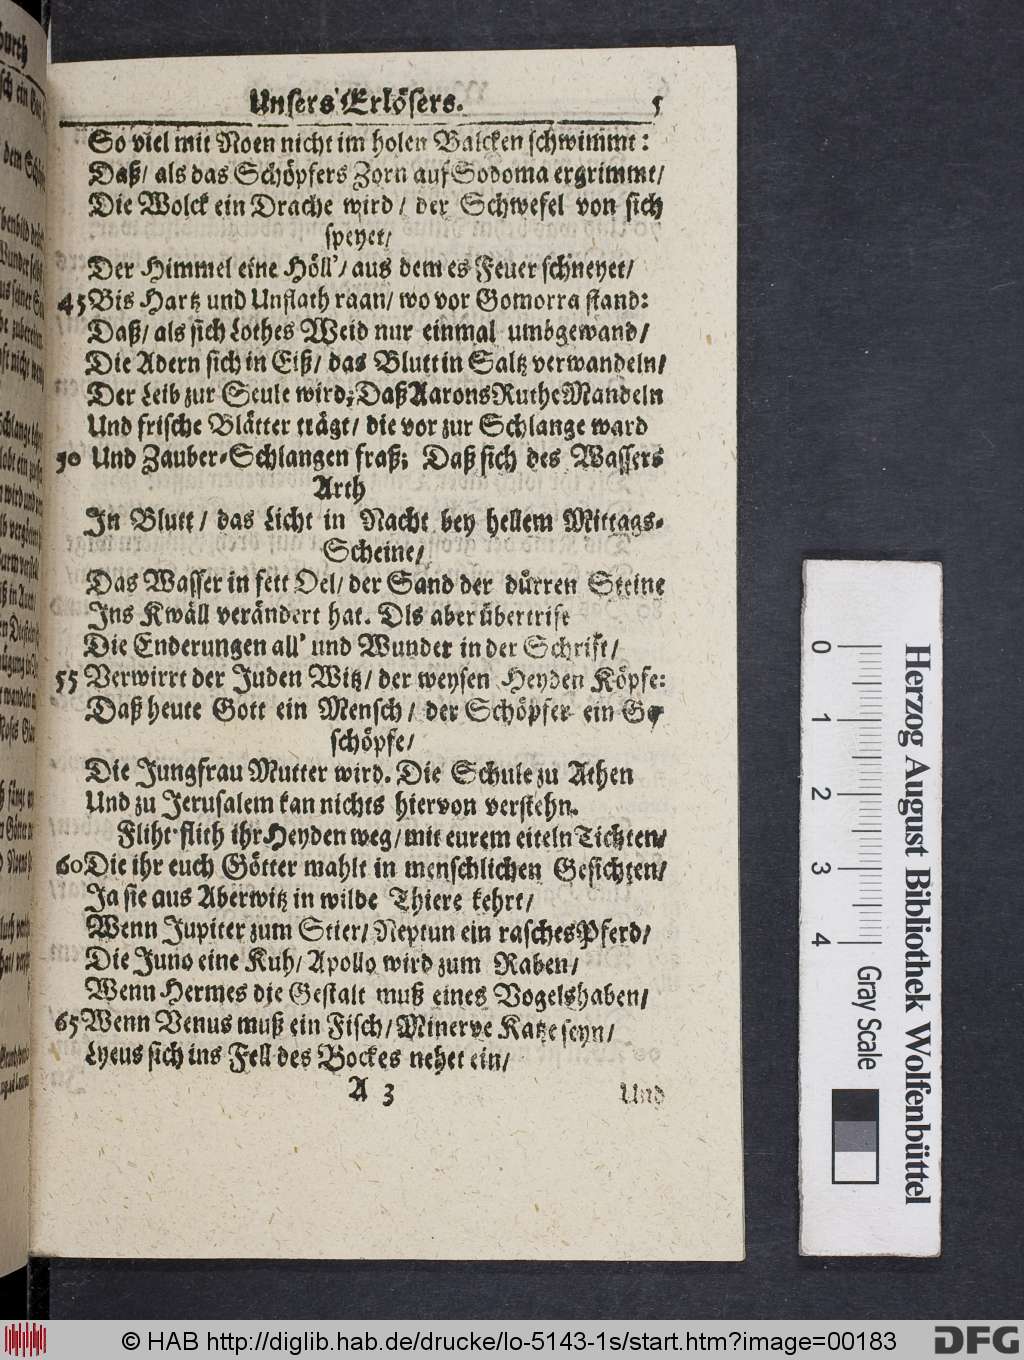 Unsers Erlösers. 5
So viel mit Noen nicht im holen Balcken schwimmt:
Daß/ als das Schöpfers Zorn auf Sodoma ergrimmt/
Die Wolck ein Drache wird/ der Schwefel von sich
speyet/
Der Himmel eine Höll'/ aus dem es Feuer schneyet/
45 Bis Hartz und Unflath raan/ wo vor Gomorra stand:
Daß/ als sich Lothes Weib nur einmal umbgewand/
Die Adern sich in Eiß/ das Blutt in Saltz verwandeln/
Der Leib zur Seule wird; Daß Aarons Ruthe Mandeln
Und frische Blätter trägt/ die vor zur Schlange ward
50 Und Zauber-Schlangen fraß; Daß sich des Wassers
Arth
In Blutt/ das Licht in Nacht bey hellem Mittags-
Scheine/
Das Wasser in fett Oel/ der Sand der dürren Steine
Ins Kwäll verändert hat. Dis aber übertrift
Die Enderungen all' und Wunder in der Schrift/
55 Verwirrt der Juden Witz/ der weysen Heyden Köpfe:
Daß heute Gott ein Mensch/ der Schöpfer ein Ge-
schöpfe/
Die Jungfrau Mutter wird. Die Schule zu Athen
Und zu Jerusalem kan nichts hiervon verstehn.
Fliht flith ihr Heyden weg/ mit eurem eiteln Tichten/
60 Die ihr euch Götter mahlt in menschlichen Gesichten/
Ja sie aus Aberwitz in wilde Thiere kehrt/
Wenn Jupiter zum Stier/ Neptun ein rasches Pferd/
Die Juno eine Kuh/ Apollo wird zum Raben/
Wenn Hermes die Gestalt muß eines Vogels haben/
65 Wenn Venus muß ein Fisch/ Minerve Katze seyn/
Lyeus sich ins Fell des Bockes nehet ein/
A 3 Und
Herzog August Bibliothek Wolfenbüttel
0 1 2 3 4 Gray Scale
© HAB http://diglib.hab.de/drucke/lo-5143-1s/start.htm?image=00183
DFG